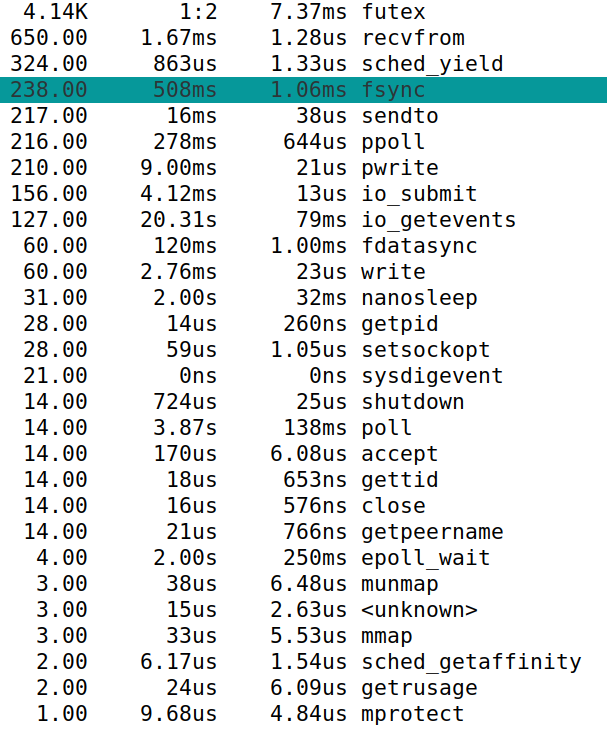 4.14K 1:2 7.37ms futex
650.00 1.67ms 1.28us recvfrom
324.00 863us 1.33us sched_yield
238.00 508ms 1.06ms fsync
217.00 16ms 38us sendto
216.00 278ms 644us ppoll
210.00 9.00ms 21us pwrite
156.00 4.12ms 13us io_submit
127.00 20.31s 79ms io_getevents
60.00 120ms 1.00ms fdatasync
60.00 2.76ms 23us write
31.00 2.00s 32ms nanosleep
28.00 14us 260ns getpid
28.00 59us 1.05us setsockopt
21.00 0ns 0ns sysdigevent
14.00 724us 25us shutdown
14.00 3.87s 138ms poll
14.00 170us 6.08us accept
14.00 18us 653ns gettid
14.00 16us 576ns close
14.00 21us 766ns getpeername
4.00 2.00s 250ms epoll_wait
3.00 38us 6.48us munmap
3.00 15us 2.63us <unknown>
3.00 33us 5.53us mmap
2.00 6.17us 1.54us sched_getaffinity
2.00 24us 6.09us getrusage
1.00 9.68us 4.84us mprotect